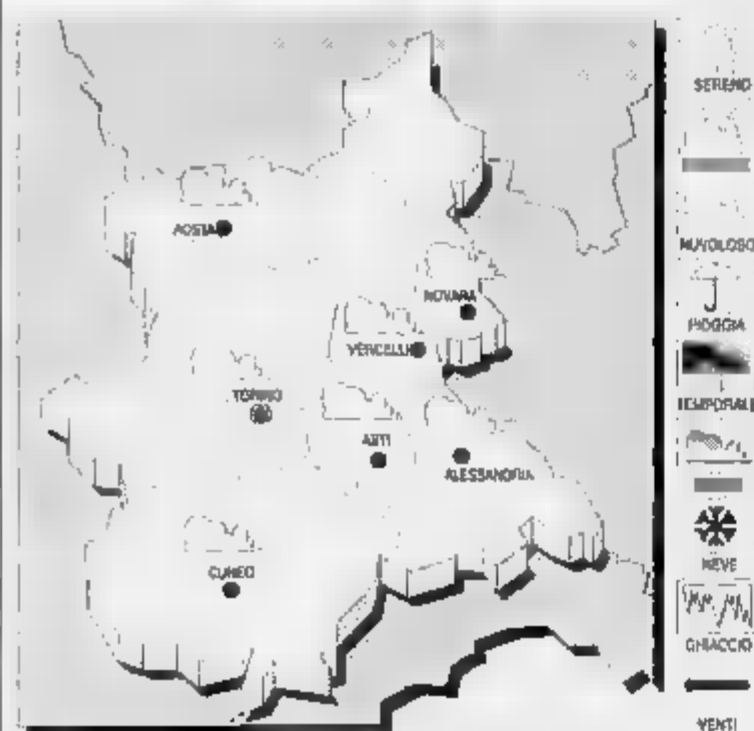 SERENO
AOSTA
NUVOLOSO
NOVARA
PIOGGIA
VERCELLI
TORINO
TEMPORALE
ASTI
ALESSANDRIA
NEVE
CUNEO
GHIACCIO
VENTI